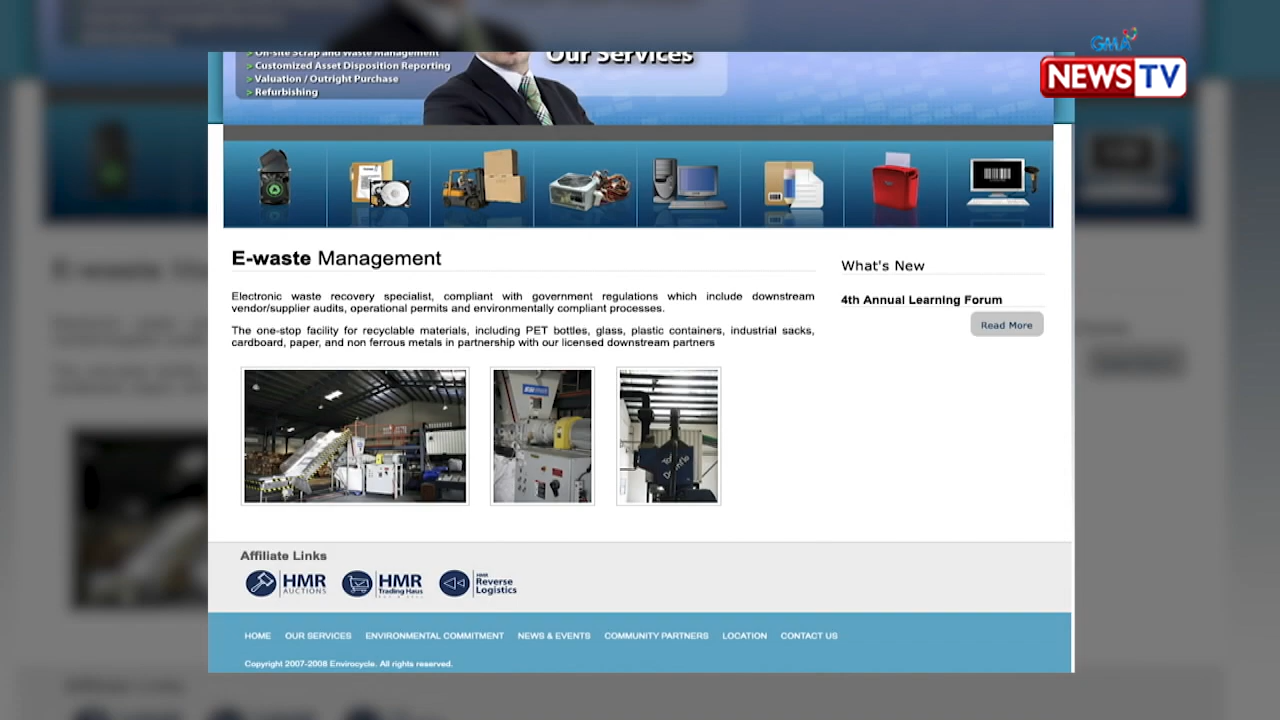 GMA
NEWS TV
> On-site Scrap and Waste Management
> Customized Asset Disposition Reporting
> Valuation / Outright Purchase
> Refurbishing
Our Services
E-waste Management
Electronic waste recovery specialist, compliant with government regulations which include downstream
vendor/supplier audits, operational permits and environmentally compliant processes.
The one-stop facility for recyclable materials, including PET bottles, glass, plastic containers, industrial sacks,
cardboard, paper, and non ferrous metals in partnership with our licensed downstream partners
What's New
4th Annual Learning Forum
Read More
Affiliate Links
HMR
AUCTIONS
HMR
Trading Haus
HMR
Reverse
Logistics
HOME OUR SERVICES ENVIRONMENTAL COMMITMENT NEWS & EVENTS COMMUNITY PARTNERS LOCATION CONTACT US
Copyright 2007-2008 Envirocycle. All rights reserved.